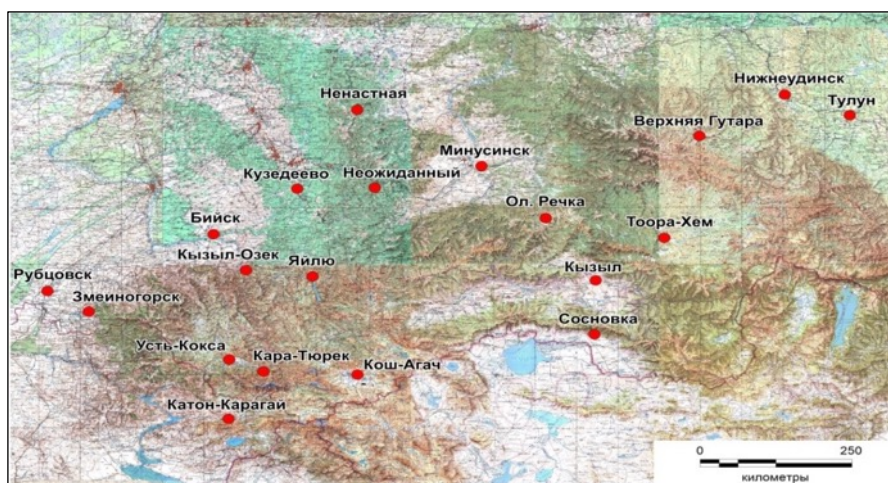 Нижнеудинск
Тулун
Ненастная
Верхняя Гутара
Минусинск
Кузедеево
Неожиданный
Ол. Речка
Бийск
Тоора-Хем
Кызыл-Озек
Яйлю
Кызыл
Рубцовск
Змеиногорск
Сосновка
Усть-Кокса
Кара-Тюрек
Кош-Агач
Катон-Карагай
0 250
километры